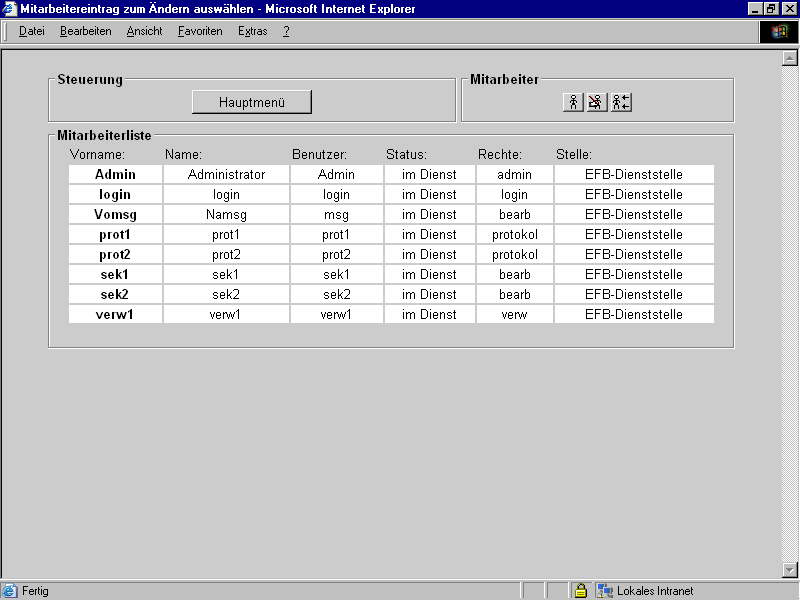 Mitarbeitereintrag zum Ändern auswählen - Microsoft Internet Explorer
Datei Bearbeiten Ansicht Favoriten Extras ?
Steuerung Mitarbeiter
Hauptmenü
Mitarbeiterliste
Vorname: Name: Benutzer: Status: Rechte: Stelle:
Admin Administrator Admin im Dienst admin EFB-Dienststelle
login login login im Dienst login EFB-Dienststelle
Vomsg Namsg msg im Dienst bearb EFB-Dienststelle
prot1 prot1 prot1 im Dienst protokol EFB-Dienststelle
prot2 prot2 prot2 im Dienst protokol EFB-Dienststelle
sek1 sek1 sek1 im Dienst bearb EFB-Dienststelle
sek2 sek2 sek2 im Dienst bearb EFB-Dienststelle
verw1 verw1 verw1 im Dienst verw EFB-Dienststelle
Fertig Lokales Intranet